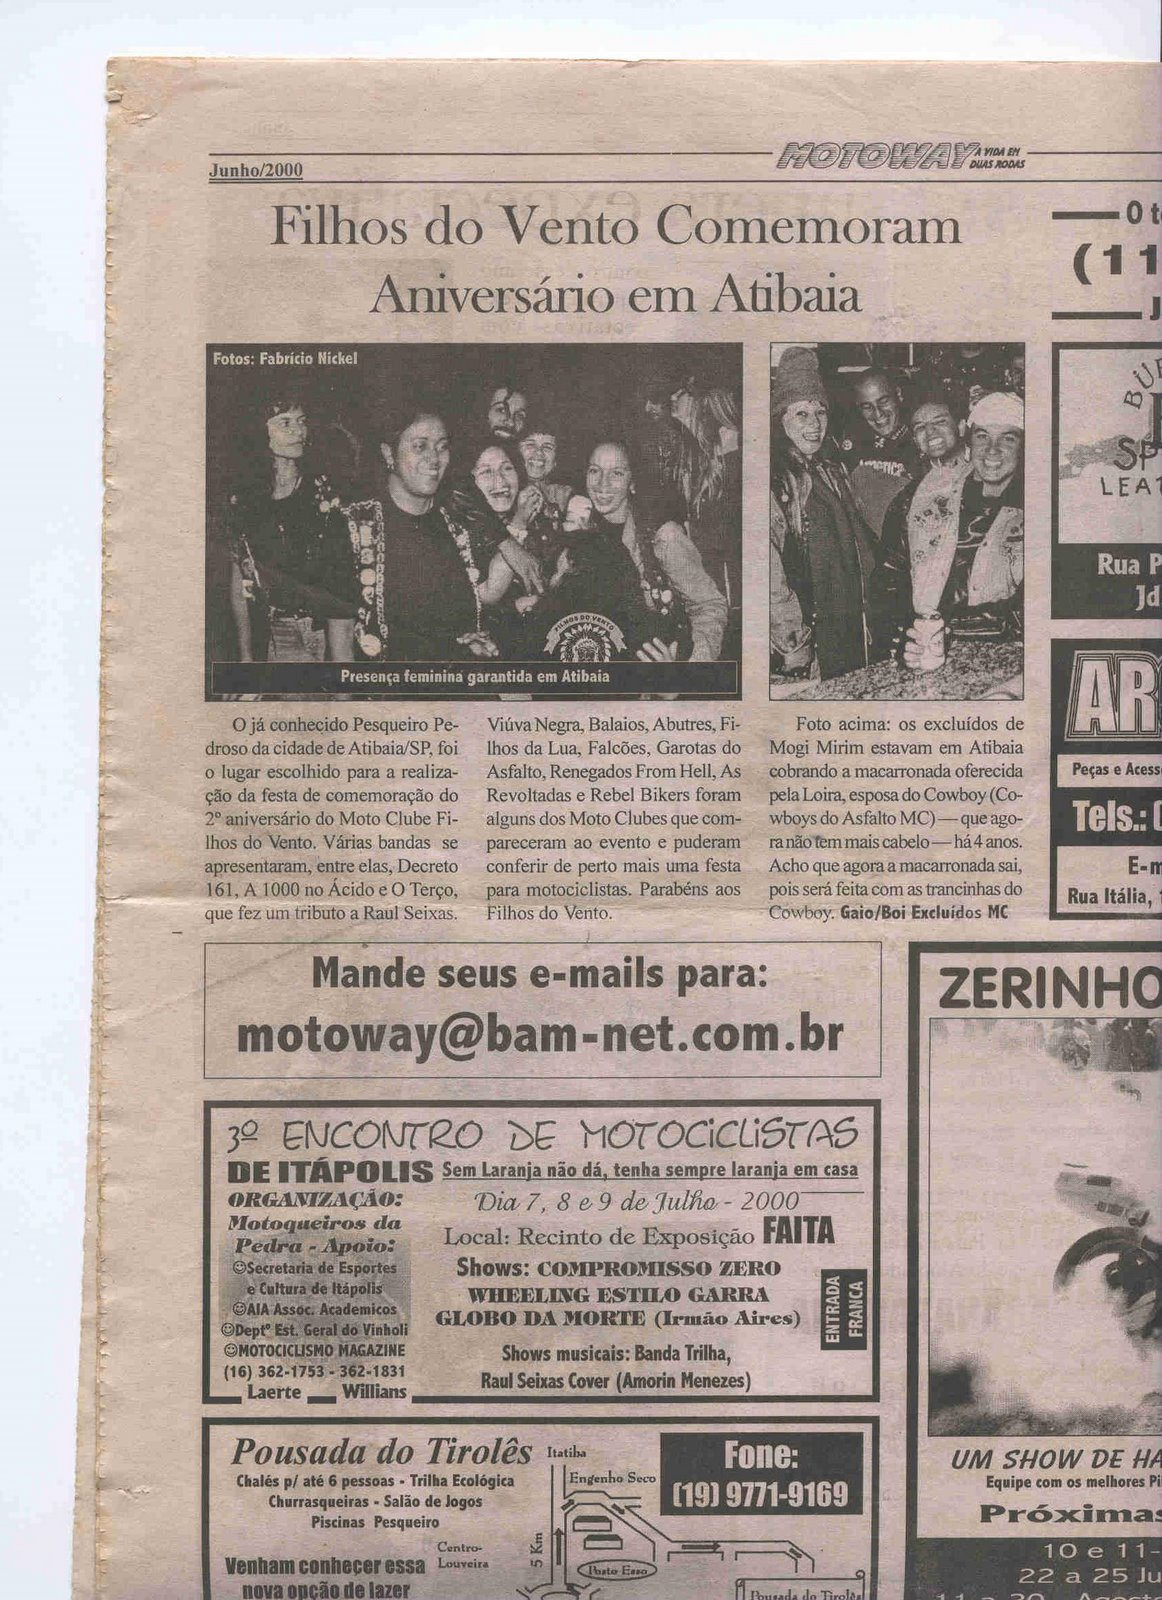 Junho/2000
MOTOWAY A VIDA EM
DUAS RODAS
Filhos do Vento Comemoram
Aniversário em Atibaia
Fotos: Fabrício Nickel
FILHOS DO VENTO
Presença feminina garantida em Atibaia
O já conhecido Pesqueiro Pe-
droso da cidade de Atibaia/SP, foi
o lugar escolhido para a realiza-
ção da festa de comemoração do
2º aniversário do Moto Clube Fi-
lhos do Vento. Várias bandas se
apresentaram, entre elas, Decreto
161, A 1000 no Ácido e O Terço,
que fez um tributo a Raul Seixas.
Viúva Negra, Balaios, Abutres, Fi-
lhos da Lua, Falcões, Garotas do
Asfalto, Renegados From Hell, As
Revoltadas e Rebel Bikers foram
alguns dos Moto Clubes que com-
pareceram ao evento e puderam
conferir de perto mais uma festa
para motociclistas. Parabéns aos
Filhos do Vento.
Foto acima: os excluídos de
Mogi Mirim estavam em Atibaia
cobrando a macarronada oferecida
pela Loira, esposa do Cowboy (Co-
wboys do Asfalto MC) — que ago-
ra não tem mais cabelo — há 4 anos.
Acho que agora a macarronada sai,
pois será feita com as trancinhas do
Cowboy. Gaio/Boi Excluídos MC
Mande seus e-mails para:
motoway@bam-net.com.br
3º ENCONTRO DE MOTOCICLISTAS
DE ITÁPOLIS Sem Laranja não dá, tenha sempre laranja em casa
ORGANIZAÇÃO:
Motoqueiros da
Pedra - Apoio:
☺Secretaria de Esportes
e Cultura de Itápolis
☺AIA Assoc. Academicos
☺Deptº Est. Geral do Vinholi
☺MOTOCICLISMO MAGAZINE
(16) 362-1753 - 362-1831
Laerte Willians
Dia 7, 8 e 9 de Julho - 2000
Local: Recinto de Exposição FAITA
Shows: COMPROMISSO ZERO
WHEELING ESTILO GARRA
GLOBO DA MORTE (Irmão Aires)
Shows musicais: Banda Trilha,
Raul Seixas Cover (Amorin Menezes)
ENTRADA
FRANCA
Pousada do Tirolês
Chalés p/ até 6 pessoas - Trilha Ecológica
Churrasqueiras - Salão de Jogos
Piscinas Pesqueiro
Venham conhecer essa
nova opção de lazer
Itatiba
Engenho Seco
Centro-
Louveira
5 Km
Posto Esso
Pousada do Tirolês
Fone:
(19) 9771-9169
O t
(11
J
BÚF
SP
LEAT
Rua P
Jd
AR
Peças e Acess
Tels.:
E-m
Rua Itália, 1
ZERINHO
UM SHOW DE HA
Equipe com os melhores Pi
Próximas
10 e 11-
22 a 25 Ju
11 a 20 - Agosto